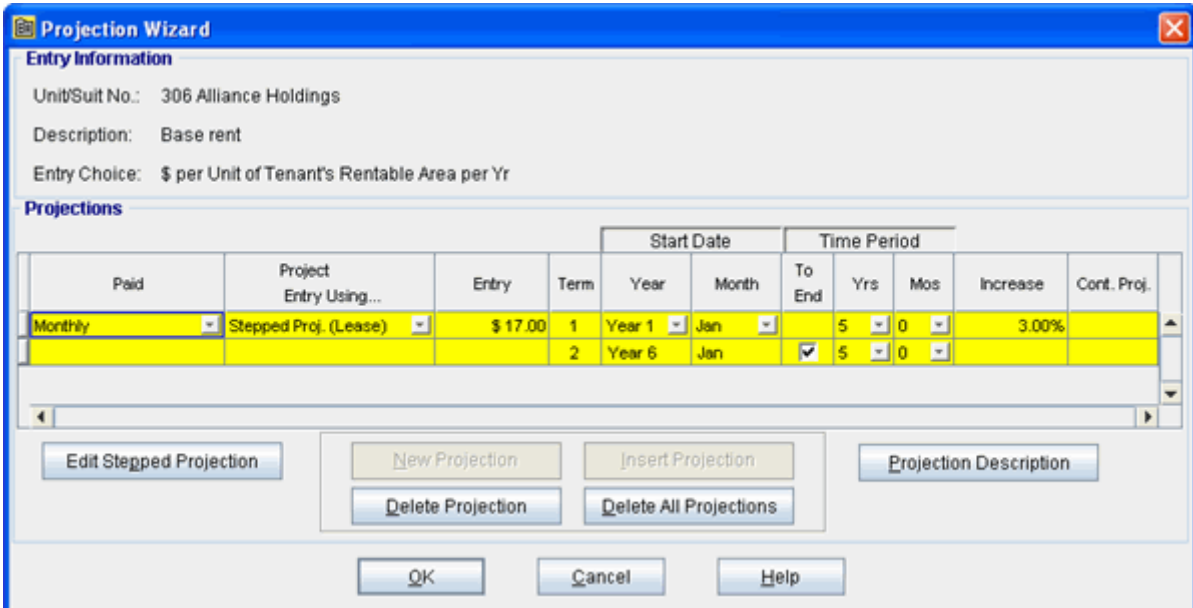 Projection Wizard
Entry Information
Unit/Suit No.: 306 Alliance Holdings
Description: Base rent
Entry Choice: $ per Unit of Tenant's Rentable Area per Yr
Projections
Start Date Time Period
Paid Project Entry Using... Entry Term Year Month To End Yrs Mos Increase Cont. Proj.
Monthly Stepped Proj. (Lease) $ 17.00 1 Year 1 Jan 5 0 3.00%
2 Year 6 Jan 5 0
Edit Stepped Projection New Projection Insert Projection Projection Description
Delete Projection Delete All Projections
OK Cancel Help